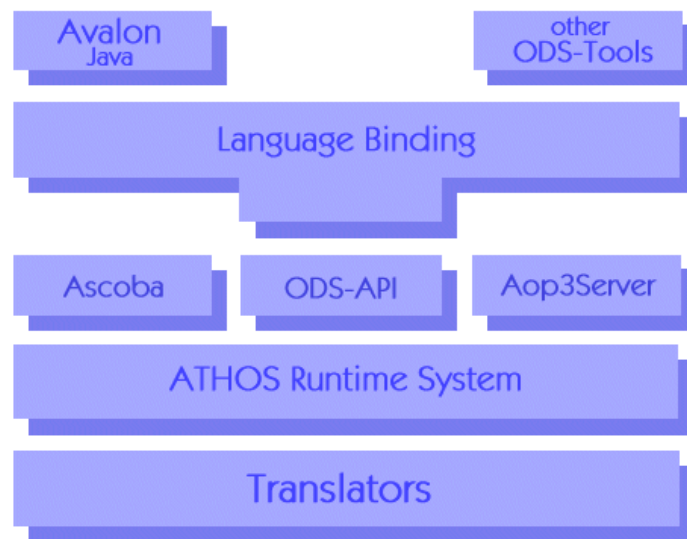 Avalon
Java
other
ODS-Tools
Language Binding
Ascoba
ODS-API
Aop3Server
ATHOS Runtime System
Translators